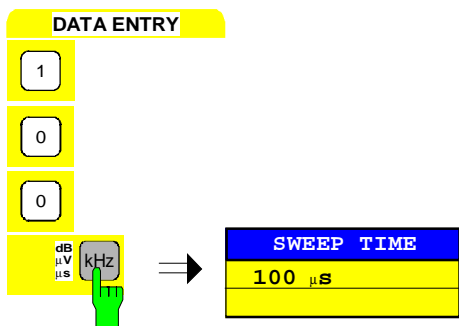 DATA ENTRY
1
0
0
dB
µV
µs
kHz
SWEEP TIME
100 µs